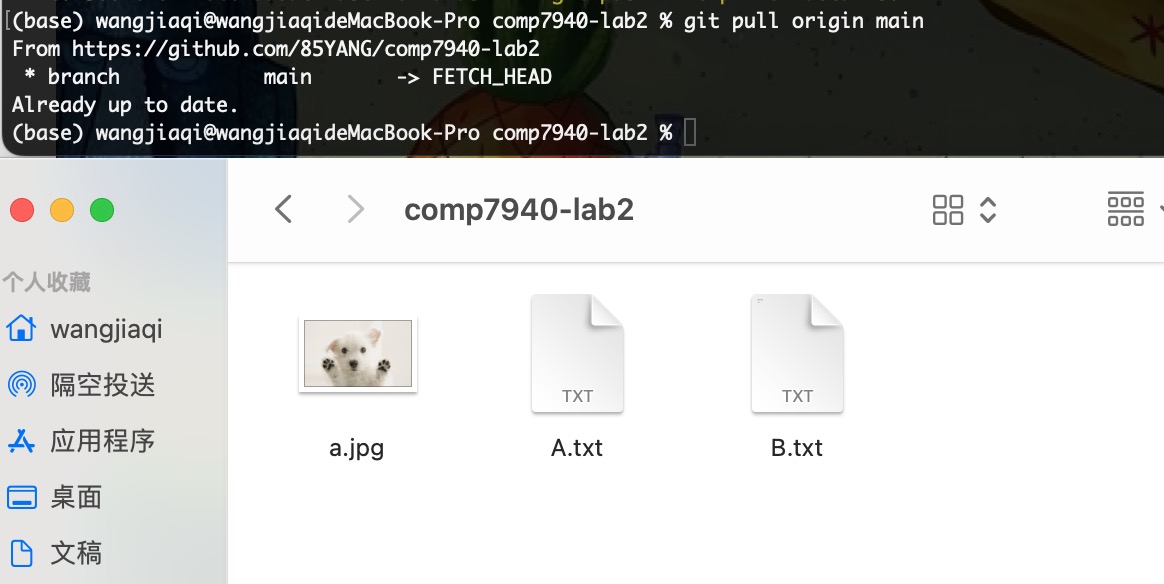 (base) wangjiaqi@wangjiaqideMacBook-Pro comp7940-lab2 % git pull origin main
From https://github.com/85YANG/comp7940-lab2
 * branch            main       -> FETCH_HEAD
Already up to date.
(base) wangjiaqi@wangjiaqideMacBook-Pro comp7940-lab2 %
comp7940-lab2
个人收藏
wangjiaqi
隔空投送
应用程序
桌面
文稿
TXT
TXT
a.jpg
A.txt
B.txt